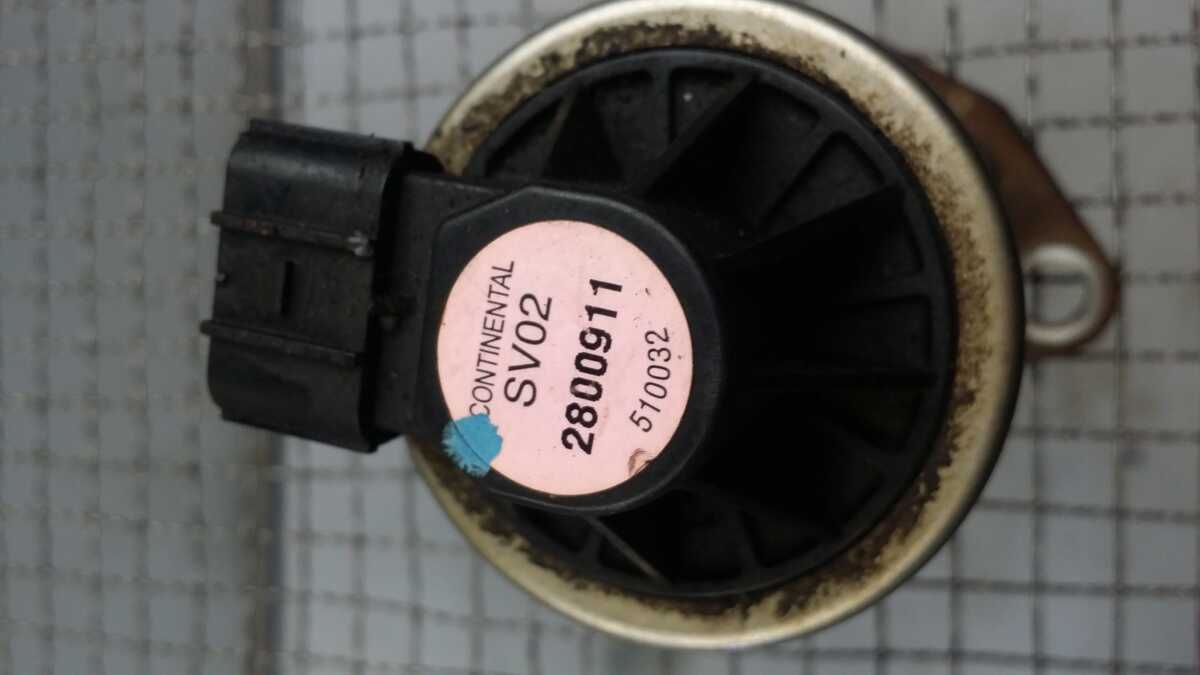 CONTINENTAL
SV02
2800911
510032